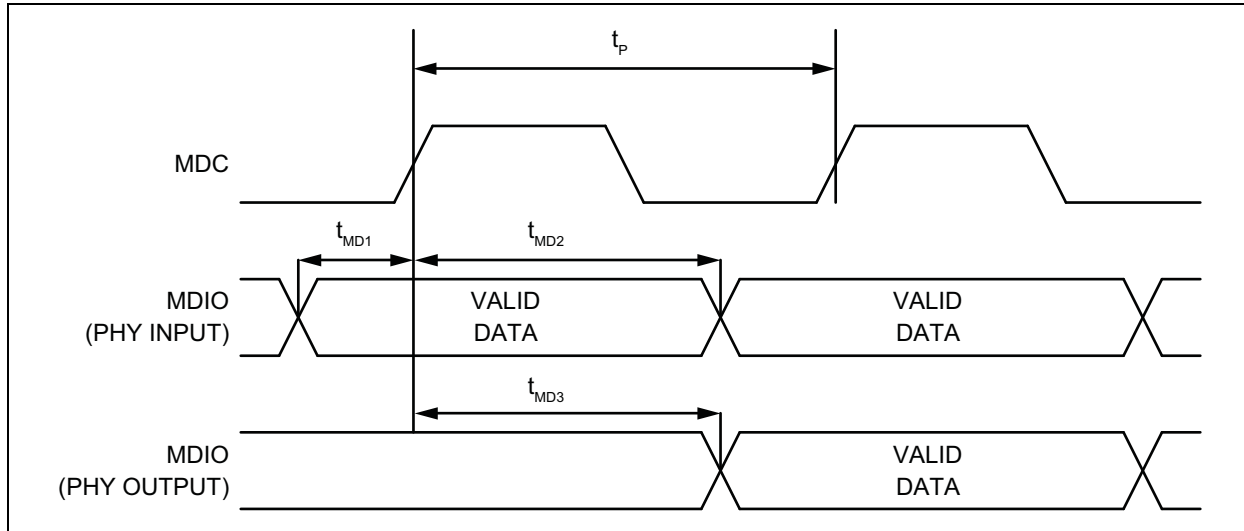 tP
MDC
tMD1
tMD2
MDIO
(PHY INPUT)
VALID
DATA
VALID
DATA
tMD3
MDIO
(PHY OUTPUT)
VALID
DATA